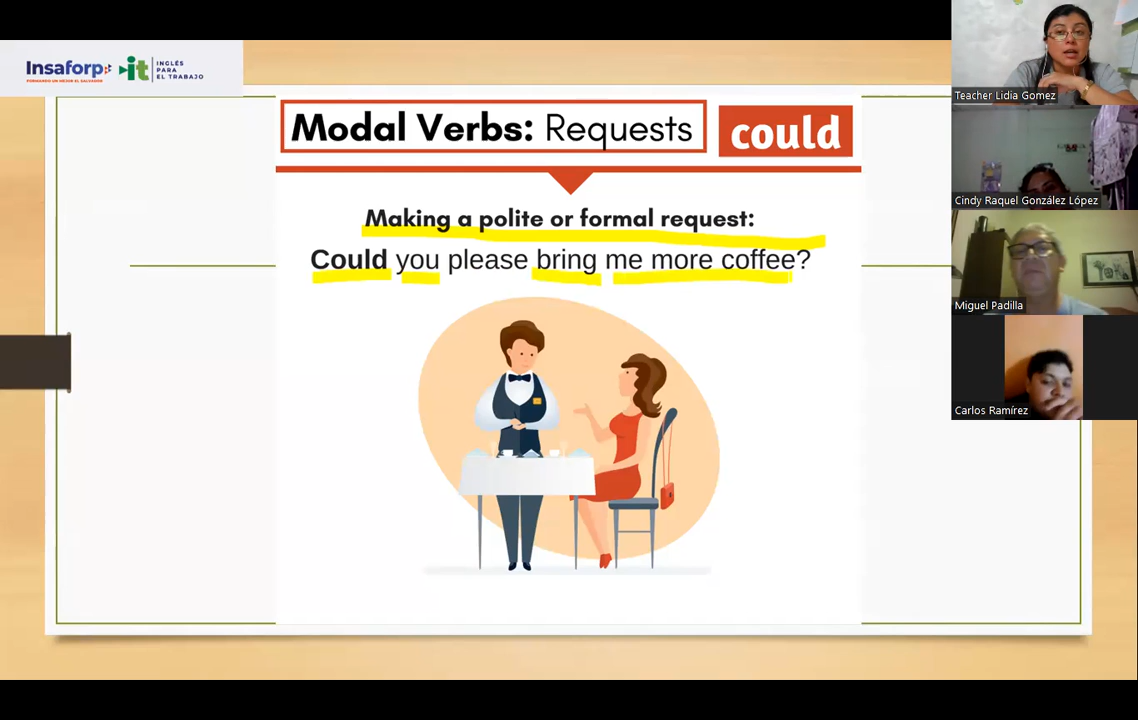 Insaforp
FORMANDO UN MEJOR EL SALVADOR
it
INGLÉS
PARA
EL TRABAJO
Modal Verbs: Requests
could
Making a polite or formal request:
Could you please bring me more coffee?
Teacher Lidia Gomez
Cindy Raquel González López
Miguel Padilla
Carlos Ramírez